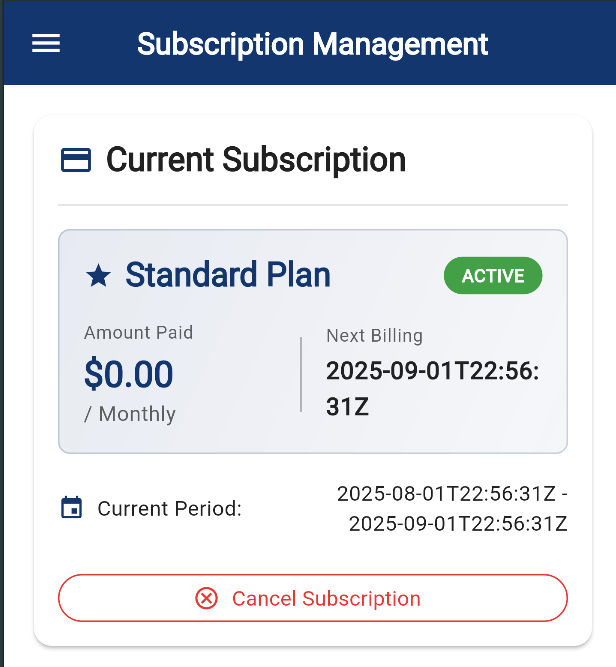 Subscription Management
Current Subscription
Standard Plan
ACTIVE
Amount Paid
$0.00
/ Monthly
Next Billing
2025-09-01T22:56:
31Z
Current Period:
2025-08-01T22:56:31Z -
2025-09-01T22:56:31Z
Cancel Subscription